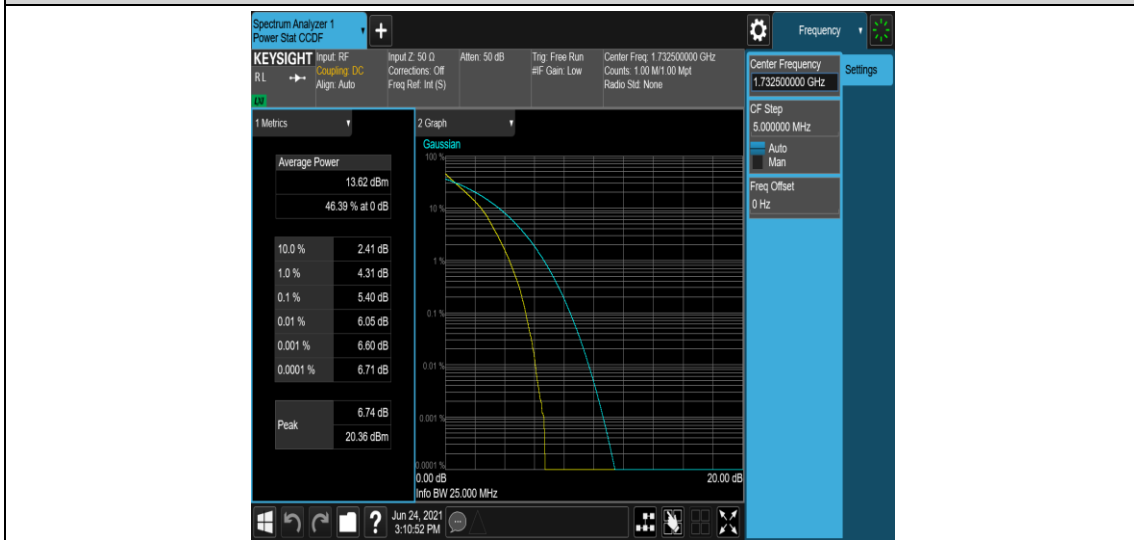 Spectrum Analyzer 1
Power Stat CCDF
+
Frequency
KEYSIGHT
RL
LXI
Input: RF
Coupling: DC
Align: Auto
Input Z: 50 Ω
Corrections: Off
Freq Ref: Int (S)
Atten: 50 dB
Trig: Free Run
#IF Gain: Low
Center Freq: 1.732500000 GHz
Counts: 1.00 M/1.00 Mpt
Radio Std: None
Center Frequency
1.732500000 GHz
Settings
CF Step
5.000000 MHz
Auto
Man
Freq Offset
0 Hz
1 Metrics
Average Power
13.62 dBm
46.39 % at 0 dB
10.0 % 2.41 dB
1.0 % 4.31 dB
0.1 % 5.40 dB
0.01 % 6.05 dB
0.001 % 6.60 dB
0.0001 % 6.71 dB
Peak 6.74 dB
20.36 dBm
2 Graph
Gaussian
100 %
10 %
1 %
0.1 %
0.01 %
0.001 %
0.0001 %
0.00 dB 20.00 dB
Info BW 25.000 MHz
?
Jun 24, 2021
3:10:52 PM